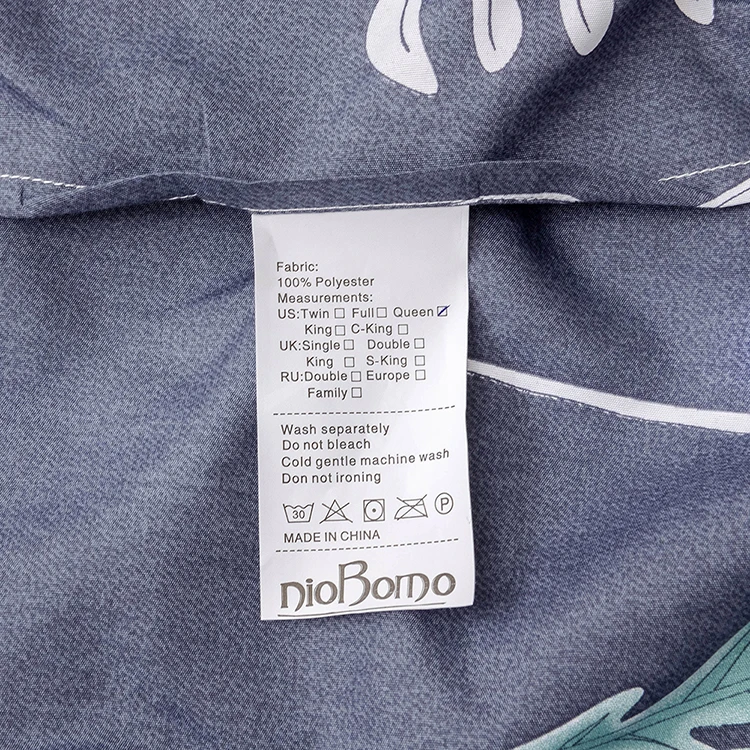 Fabric:
100% Polyester
Measurements:
US:Twin □ Full□ Queen☑
King□ C-King □
UK:Single □ Double □
King □ S-King □
RU:Double□ Europe □
Family □
Wash separately
Do not bleach
Cold gentle machine wash
Don not ironing
30 P
MADE IN CHINA
nioBomo